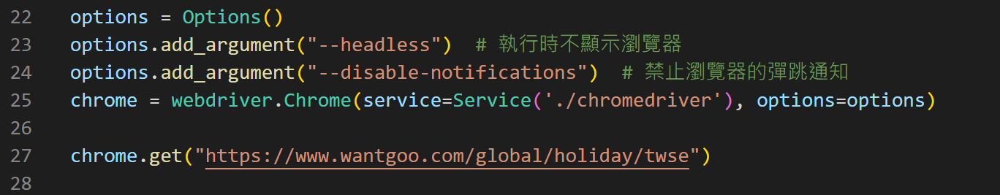 22 options = Options()
23 options.add_argument("--headless") # 執行時不顯示瀏覽器
24 options.add_argument("--disable-notifications") # 禁止瀏覽器的彈跳通知
25 chrome = webdriver.Chrome(service=Service('./chromedriver'), options=options)
26
27 chrome.get("https://www.wantgoo.com/global/holiday/twse")
28